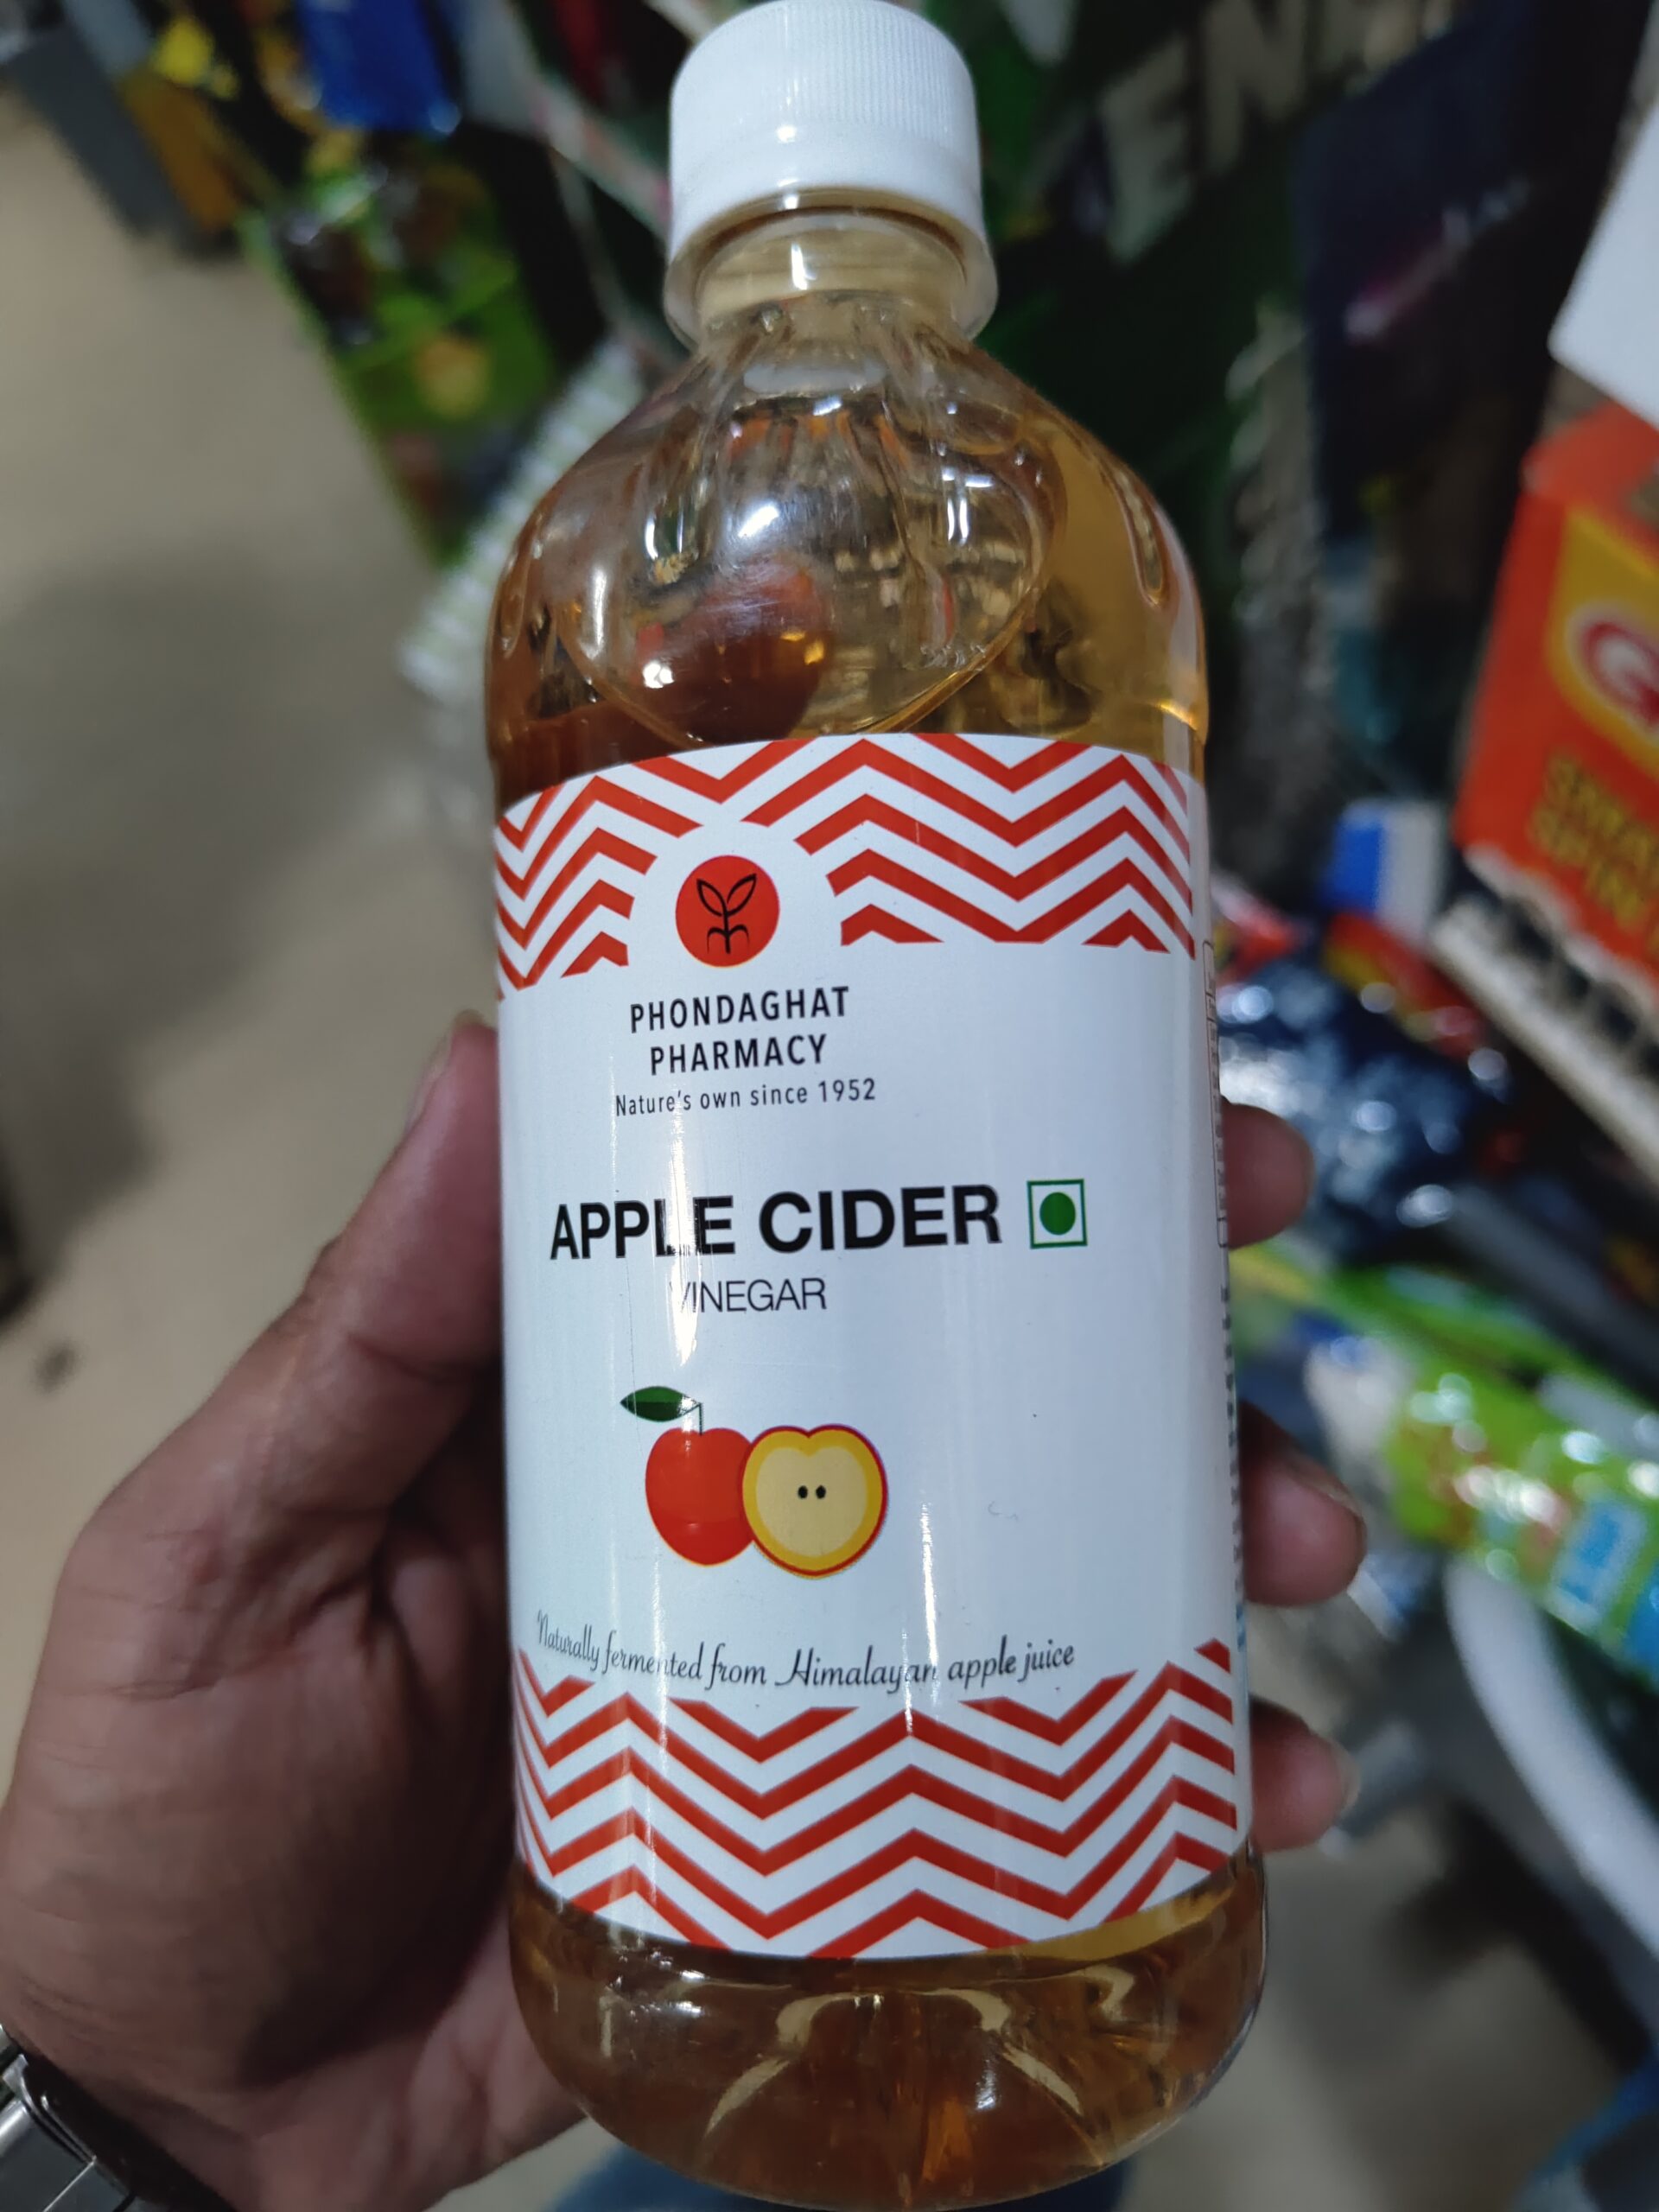 PHONDAGHAT
PHARMACY
Nature's own since 1952
APPLE CIDER
VINEGAR
Naturally fermented from Himalayan apple juice